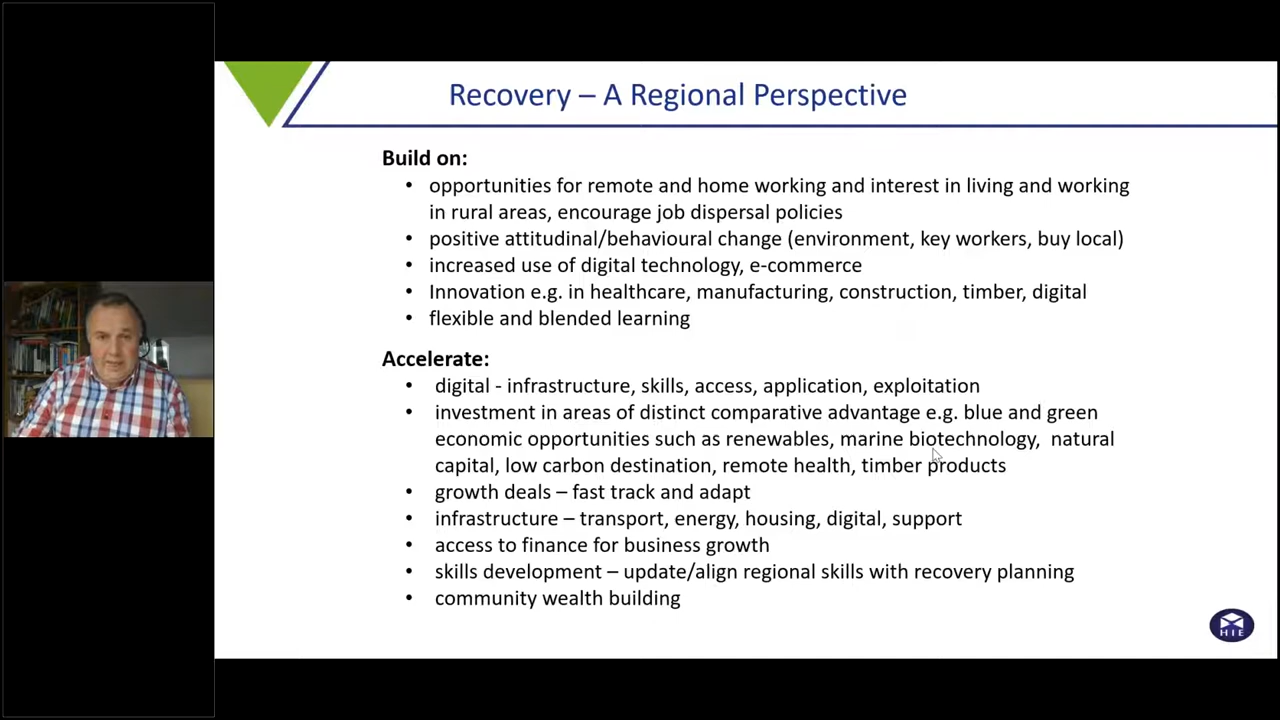 Recovery – A Regional Perspective
Build on:
• opportunities for remote and home working and interest in living and working
in rural areas, encourage job dispersal policies
• positive attitudinal/behavioural change (environment, key workers, buy local)
• increased use of digital technology, e-commerce
• Innovation e.g. in healthcare, manufacturing, construction, timber, digital
• flexible and blended learning
Accelerate:
• digital - infrastructure, skills, access, application, exploitation
• investment in areas of distinct comparative advantage e.g. blue and green
economic opportunities such as renewables, marine biotechnology,  natural
capital, low carbon destination, remote health, timber products
• growth deals – fast track and adapt
• infrastructure – transport, energy, housing, digital, support
• access to finance for business growth
• skills development – update/align regional skills with recovery planning
• community wealth building
HIE